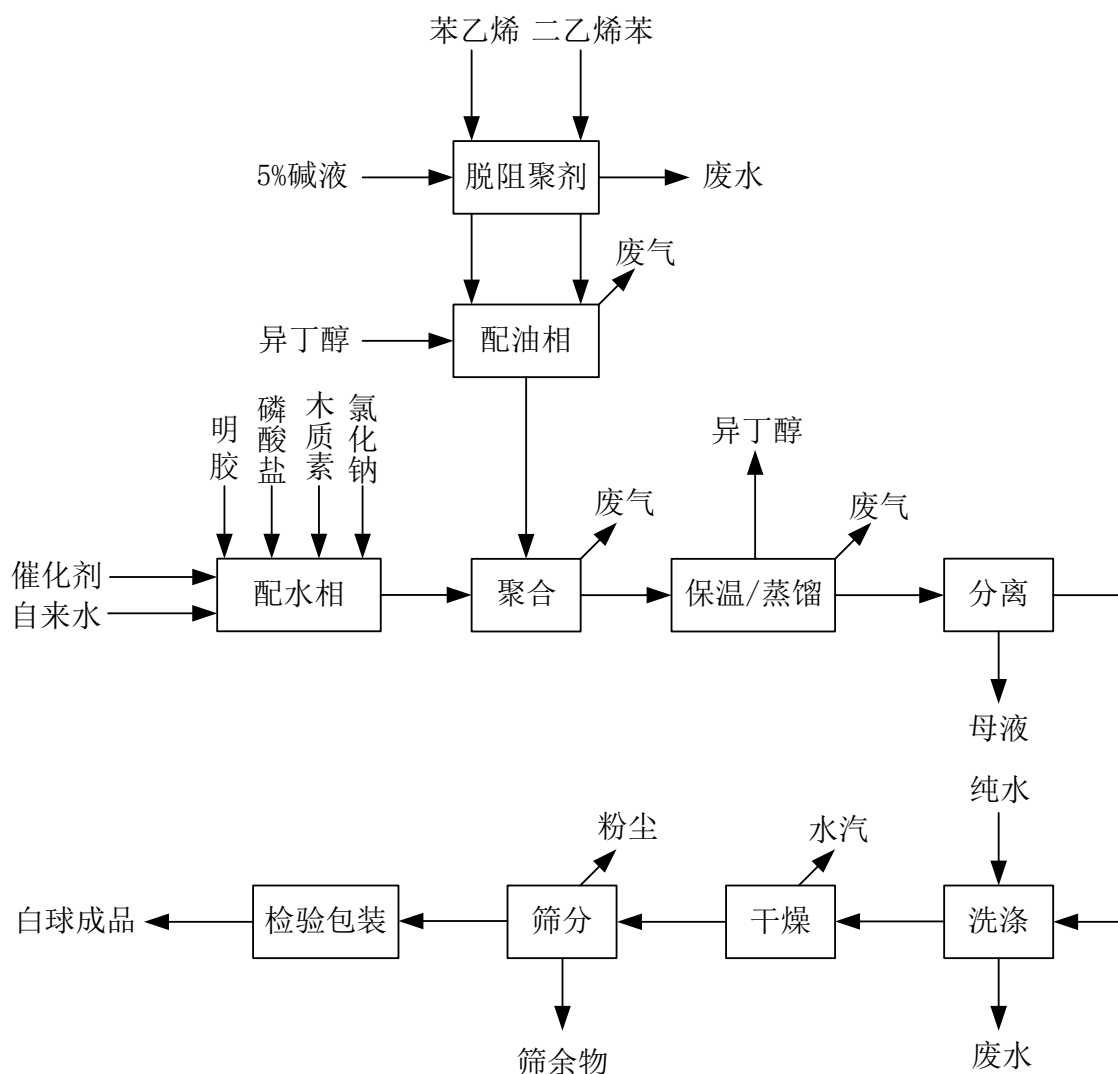 苯乙烯 二乙烯苯
5%碱液
脱阻聚剂
废水
废气
异丁醇
配油相
明胶
磷酸盐
木质素
氯化钠
异丁醇
废气
废气
催化剂
自来水
配水相
聚合
保温/蒸馏
分离
母液
纯水
粉尘
水汽
白球成品
检验包装
筛分
干燥
洗涤
筛余物
废水